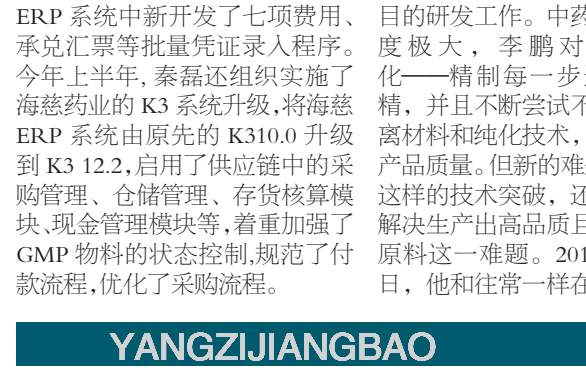 ERP 系统中新开发了七项费用、
承兑汇票等批量凭证录入程序。
今年上半年, 秦磊还组织实施了
海慈药业的 K3 系统升级,将海慈
ERP 系统由原先的 K310.0 升级
到 K3 12.2,启用了供应链中的采
购管理、仓储管理、存货核算模
块、现金管理模块等,着重加强了
GMP 物料的状态控制,规范了付
款流程,优化了采购流程。
目的研发工作。中药
度极大，李鹏对
化——精制每一步
精，并且不断尝试不
离材料和纯化技术，
产品质量。但新的难
这样的技术突破，还
解决生产出高品质且
原料这一难题。201
日，他和往常一样在
YANGZIJIANGBAO